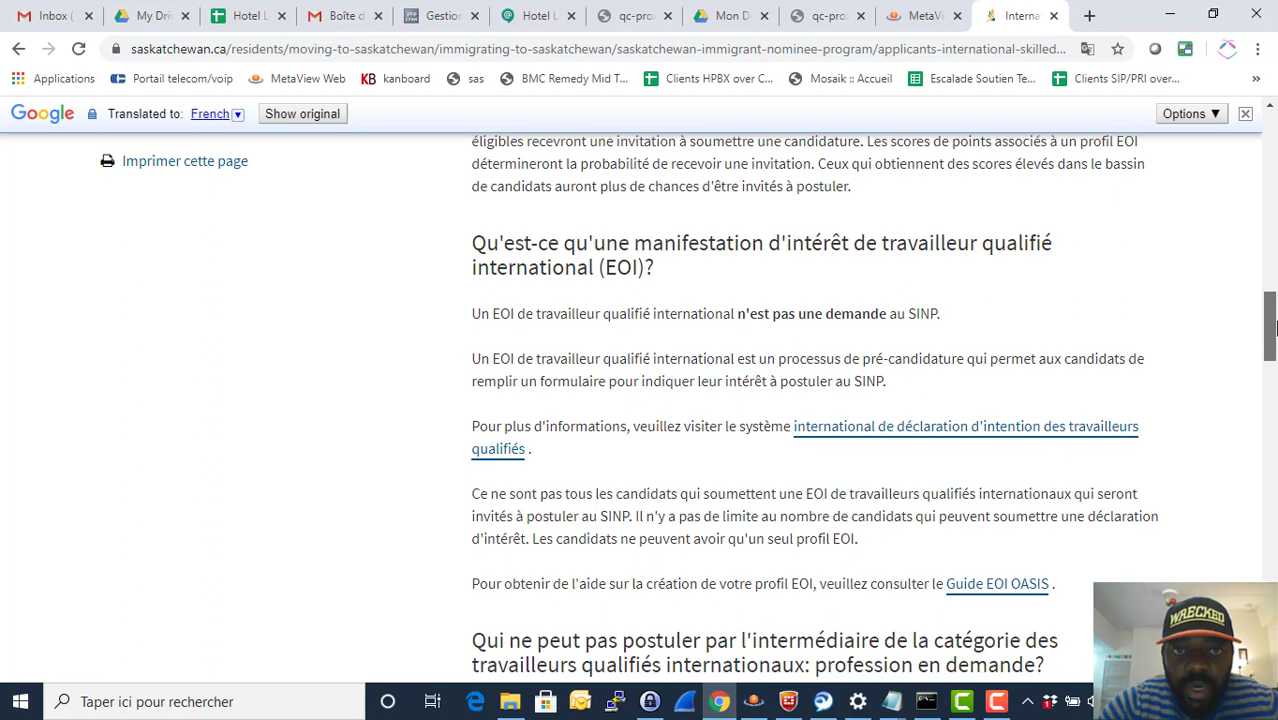 Inbox (
My Dri
Hotel L
Boîte d
Gestion
Hotel L
qc-pro
Mon D
qc-pro
MetaVi
Interna
saskatchewan.ca/residents/moving-to-saskatchewan/immigrating-to-saskatchewan/saskatchewan-immigrant-nominee-program/applicants-international-skilled...
Applications
Portail telecom/voip
MetaView Web
KB kanboard
sas
BMC Remedy Mid T...
Clients HPBX over C...
Mosaik :: Accueil
Escalade Soutien Te...
Clients SIP/PRI over...
»
Google Translated to: French Show original Options ▼
éligibles recevront une invitation à soumettre une candidature. Les scores de points associés à un profil EOI
Imprimer cette page
détermineront la probabilité de recevoir une invitation. Ceux qui obtiennent des scores élevés dans le bassin
de candidats auront plus de chances d'être invités à postuler.
Qu'est-ce qu'une manifestation d'intérêt de travailleur qualifié
international (EOI)?
Un EOI de travailleur qualifié international n'est pas une demande au SINP.
Un EOI de travailleur qualifié international est un processus de pré-candidature qui permet aux candidats de
remplir un formulaire pour indiquer leur intérêt à postuler au SINP.
Pour plus d'informations, veuillez visiter le système international de déclaration d'intention des travailleurs
qualifiés .
Ce ne sont pas tous les candidats qui soumettent une EOI de travailleurs qualifiés internationaux qui seront
invités à postuler au SINP. Il n'y a pas de limite au nombre de candidats qui peuvent soumettre une déclaration
d'intérêt. Les candidats ne peuvent avoir qu'un seul profil EOI.
Pour obtenir de l'aide sur la création de votre profil EOI, veuillez consulter le Guide EOI OASIS .
Qui ne peut pas postuler par l'intermédiaire de la catégorie des
travailleurs qualifiés internationaux: profession en demande?
WRECKED
Taper ici pour rechercher